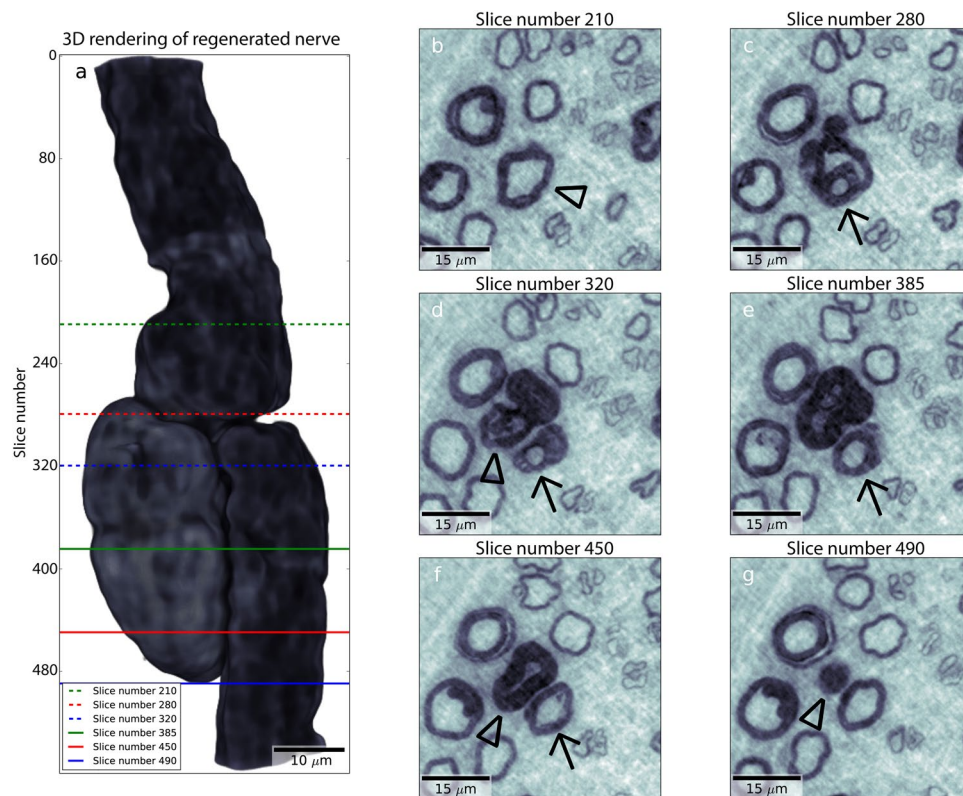 3D rendering of regenerated nerve
a
0
80
160
240
320
400
480
Slice number
Slice number 210
Slice number 280
Slice number 320
Slice number 385
Slice number 450
Slice number 490
10 μm
Slice number 210
b
15 μm
Slice number 280
c
15 μm
Slice number 320
d
15 μm
Slice number 385
e
15 μm
Slice number 450
f
15 μm
Slice number 490
g
15 μm